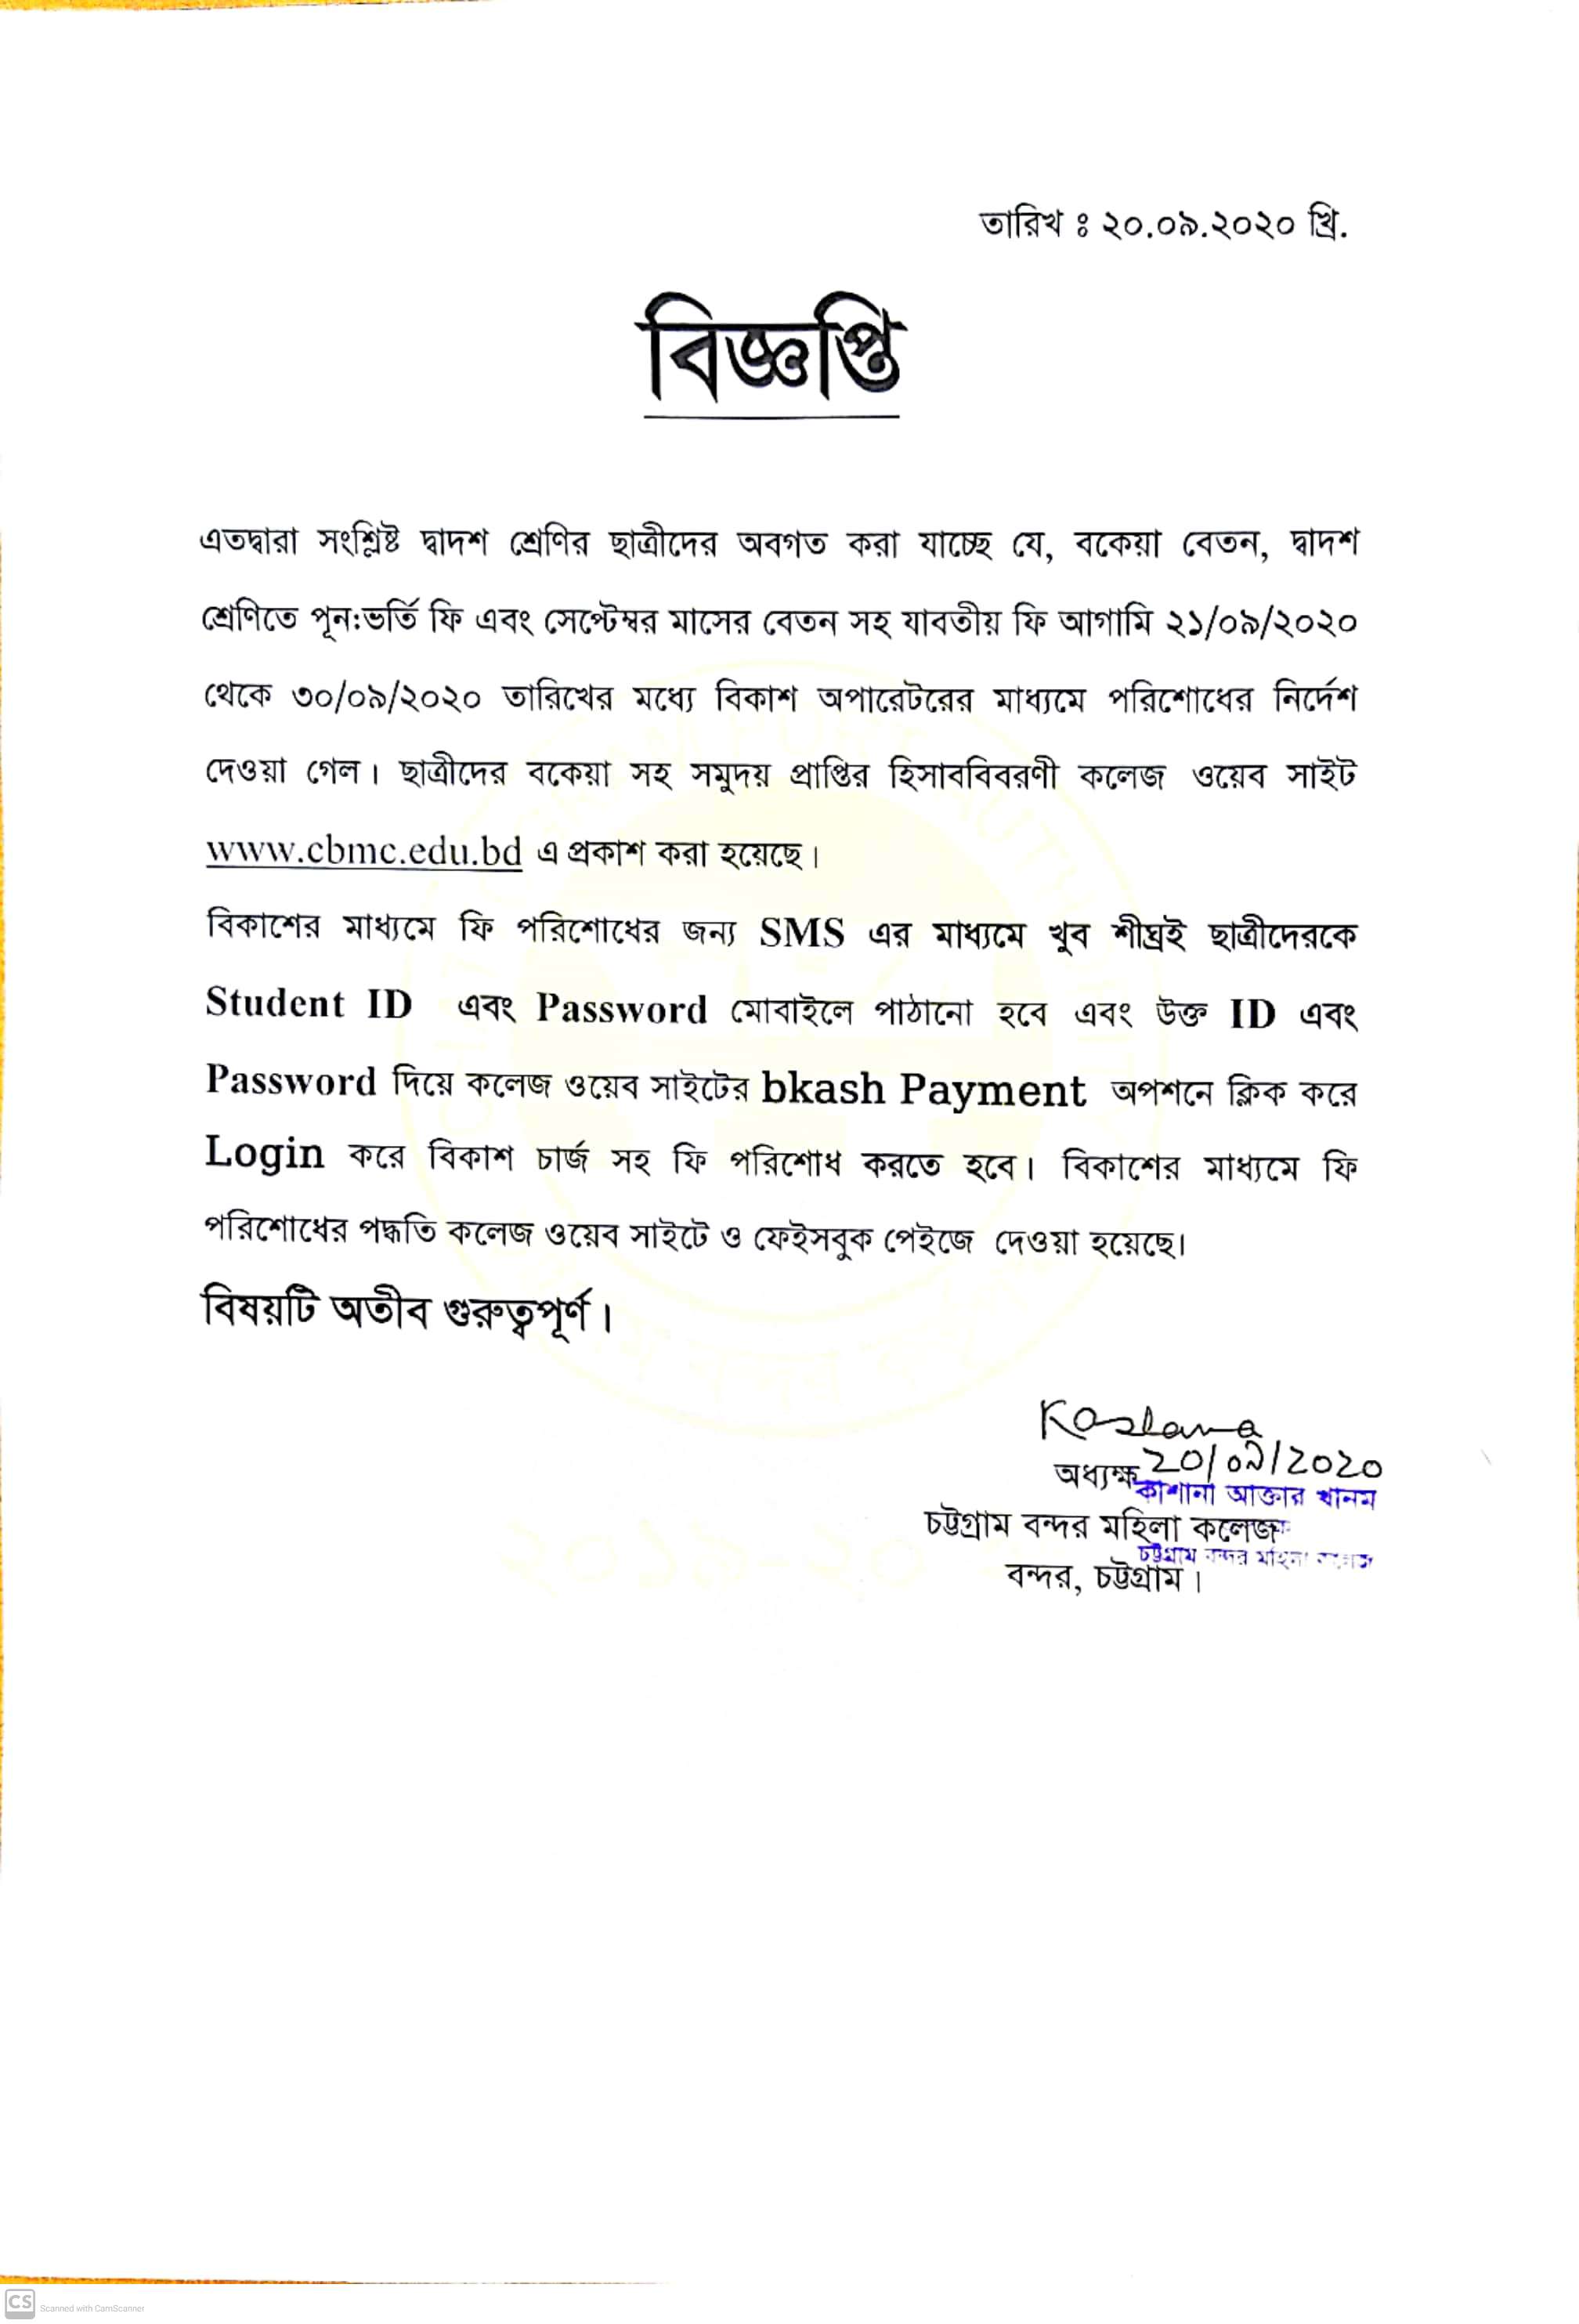 তারিখ ঃ ২০.০৯.২০২০ খ্রি.
বিজ্ঞপ্তি
এতদ্বারা সংশ্লিষ্ট দ্বাদশ শ্রেণির ছাত্রীদের অবগত করা যাচ্ছে যে, বকেয়া বেতন, দ্বাদশ
শ্রেণিতে পূন:ভর্তি ফি এবং সেপ্টেম্বর মাসের বেতন সহ যাবতীয় ফি আগামি ২১/০৯/২০২০
থেকে ৩০/০৯/২০২০ তারিখের মধ্যে বিকাশ অপারেটরের মাধ্যমে পরিশোধের নির্দেশ
দেওয়া গেল। ছাত্রীদের বকেয়া সহ সমুদয় প্রাপ্তির হিসাববিবরণী কলেজ ওয়েব সাইট
www.cbmc.edu.bd এ প্রকাশ করা হয়েছে।
বিকাশের মাধ্যমে ফি পরিশোধের জন্য SMS এর মাধ্যমে খুব শীঘ্রই ছাত্রীদেরকে
Student ID এবং Password মোবাইলে পাঠানো হবে এবং উক্ত ID এবং
Password দিয়ে কলেজ ওয়েব সাইটের bkash Payment অপশনে ক্লিক করে
Login করে বিকাশ চার্জ সহ ফি পরিশোধ করতে হবে। বিকাশের মাধ্যমে ফি
পরিশোধের পদ্ধতি কলেজ ওয়েব সাইটে ও ফেইসবুক পেইজে দেওয়া হয়েছে।
বিষয়টি অতীব গুরুত্বপূর্ণ।
২০/০৯/২০২০
অধ্যক্ষ
কাশানা আক্তার খানম
চট্টগ্রাম বন্দর মহিলা কলেজ
চট্টগ্রাম বন্দর মহিলা কলেজ
বন্দর, চট্টগ্রাম।
২০১৯-২০
CS Scanned with CamScanner